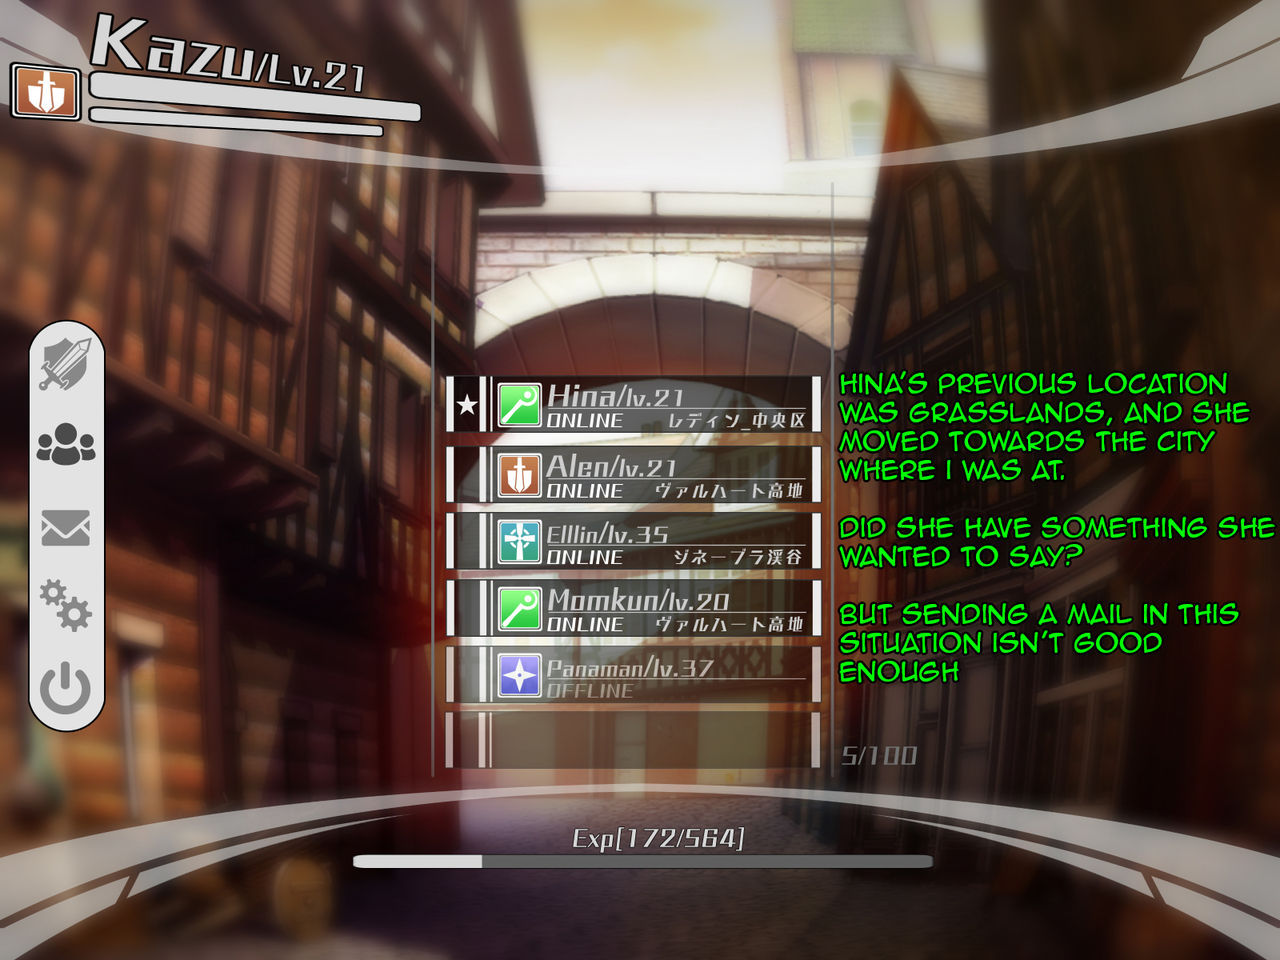 Kazu/Lv.21
Hina/lv.21
ONLINE レディン_中央区
Alen/lv.21
ONLINE ヴァルハート高地
Elllin/lv.35
ONLINE ジネーブラ渓谷
Momkun/lv.20
ONLINE ヴァルハート高地
Panaman/lv.37
OFFLINE
5/100
HINA'S PREVIOUS LOCATION
WAS GRASSLANDS, AND SHE
MOVED TOWARDS THE CITY
WHERE I WAS AT.
DID SHE HAVE SOMETHING SHE
WANTED TO SAY?
BUT SENDING A MAIL IN THIS
SITUATION ISN'T GOOD
ENOUGH
Exp[172/564]